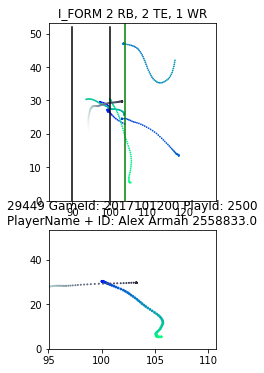 I_FORM 2 RB, 2 TE, 1 WR
50
40
30
20
10
0
90 100 110 120
29449 GameId: 2017101200 PlayId: 2500
PlayerName + ID: Alex Armah 2558833.0
40
20
0
95 100 105 110